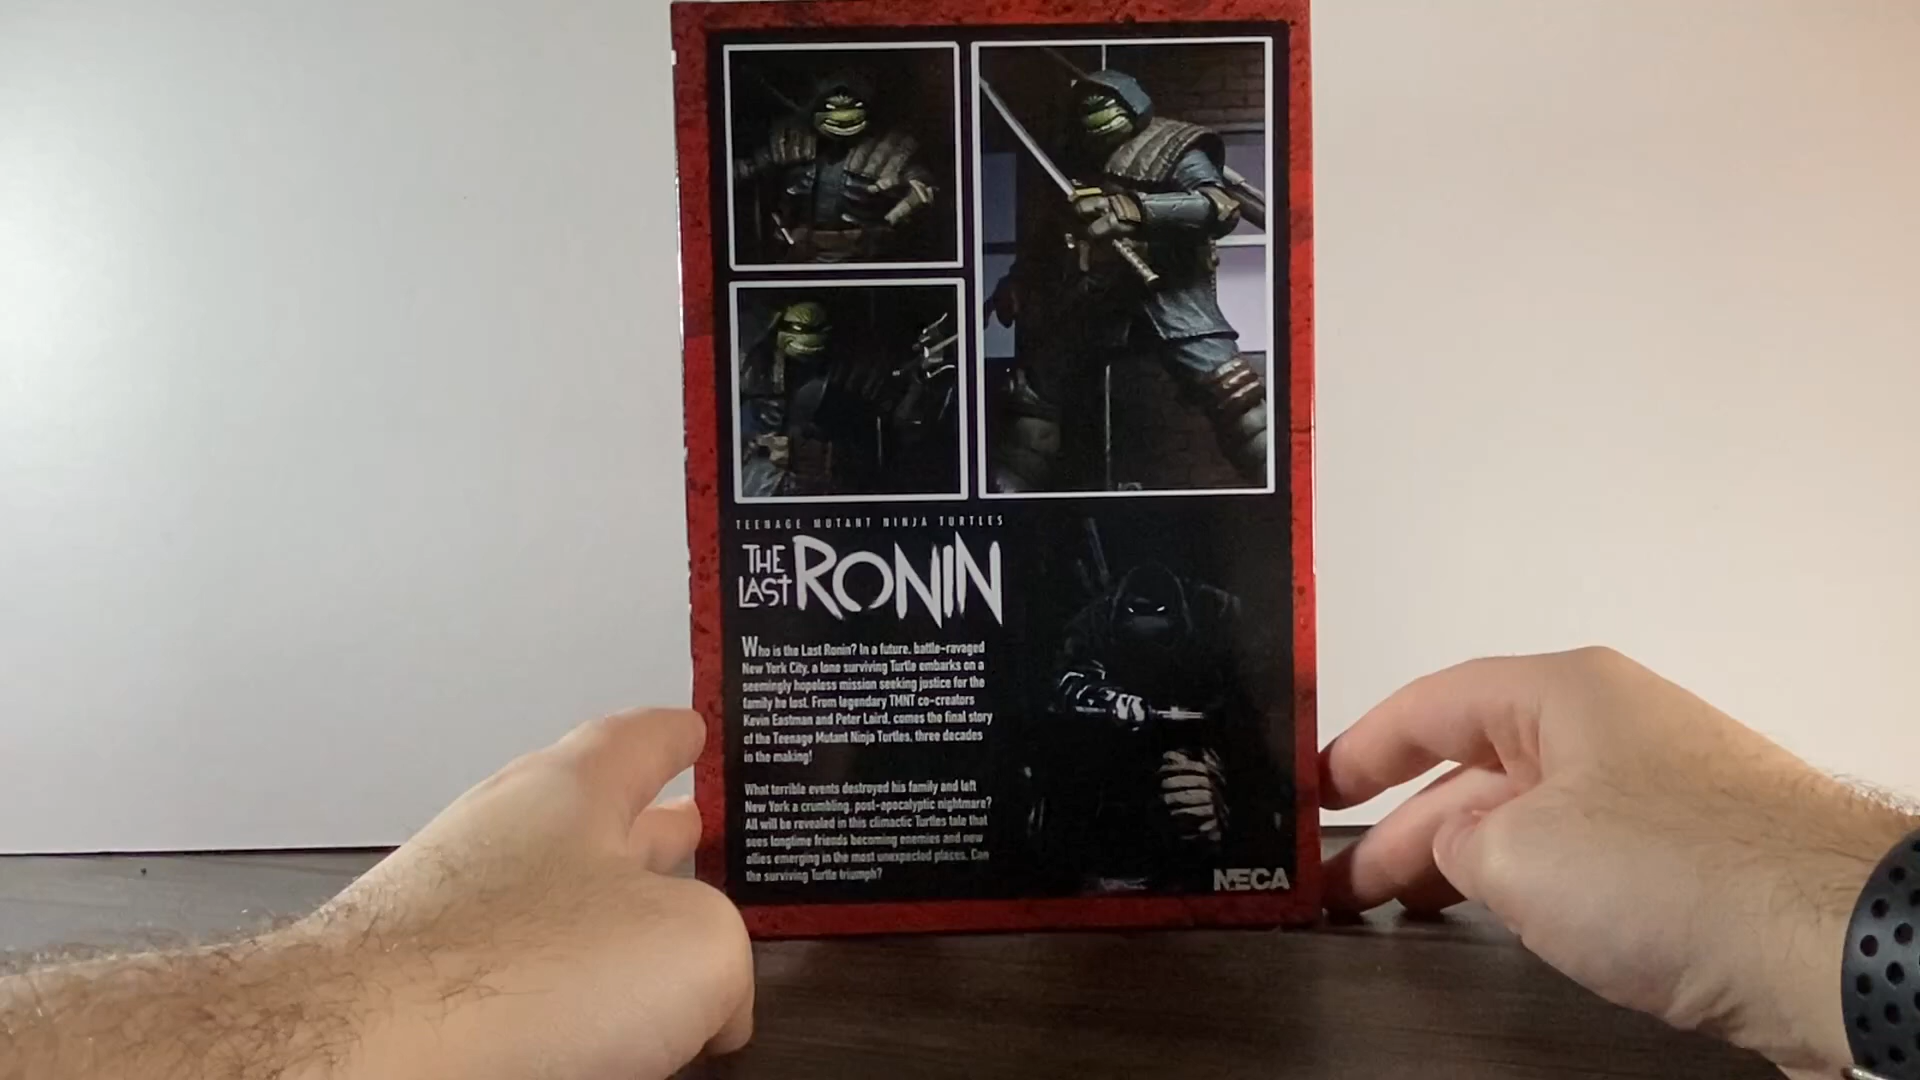 TEENAGE MUTANT NINJA TURTLES
THE LAST RONIN
Who is the Last Ronin? In a future, battle-ravaged
New York City, a lone surviving Turtle embarks on a
seemingly hopeless mission seeking justice for the
family he lost. From legendary TMNT co-creators
Kevin Eastman and Peter Laird, comes the final story
of the Teenage Mutant Ninja Turtles, three decades
in the making!
What terrible events destroyed his family and left
New York a crumbling, post-apocalyptic nightmare?
All will be revealed in this climactic Turtles tale that
sees longtime friends becoming enemies and new
allies emerging in the most unexpected places. Can
the surviving Turtle triumph?
NECA